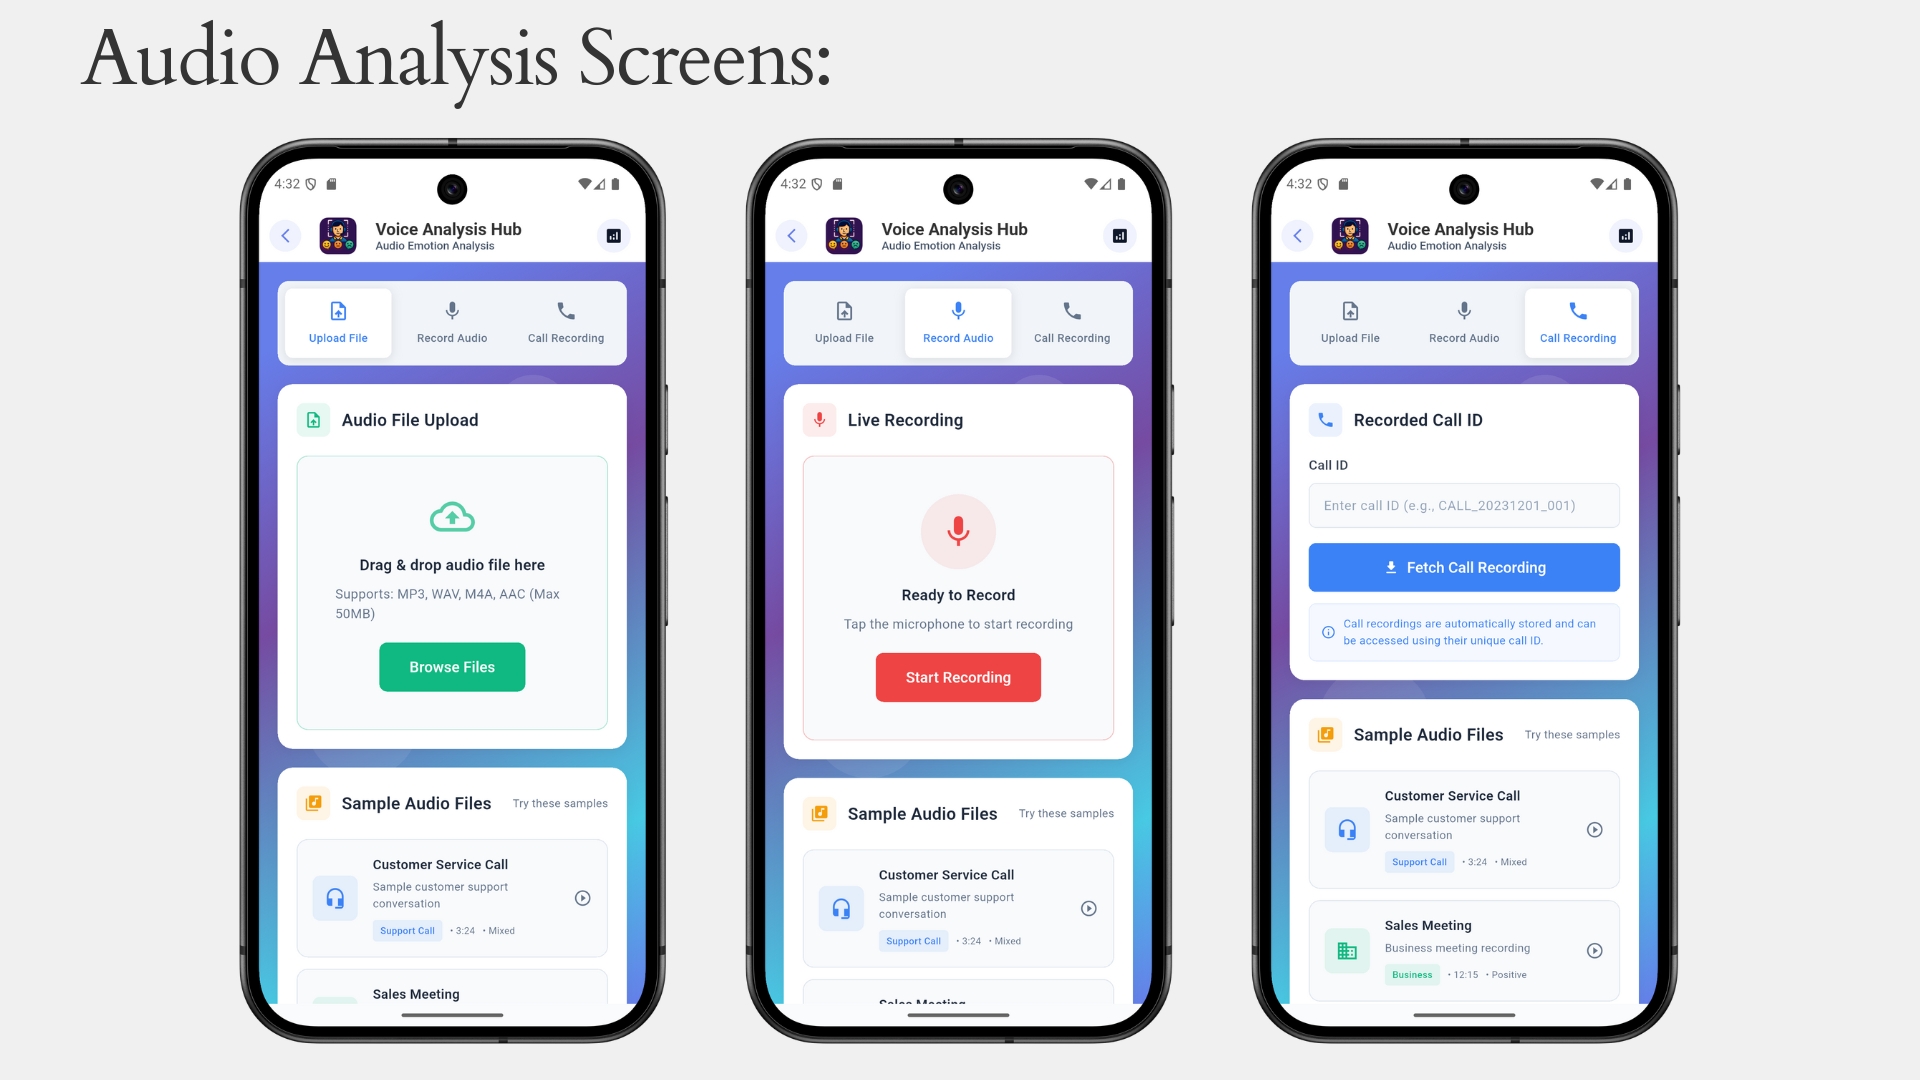 Audio Analysis Screens:
4:32
Voice Analysis Hub
Audio Emotion Analysis
Upload File
Record Audio
Call Recording
Audio File Upload
Drag & drop audio file here
Supports: MP3, WAV, M4A, AAC (Max
50MB)
Browse Files
Sample Audio Files
Try these samples
Customer Service Call
Sample customer support
conversation
Support Call • 3:24 • Mixed
Sales Meeting
4:32
Voice Analysis Hub
Audio Emotion Analysis
Upload File
Record Audio
Call Recording
Live Recording
Ready to Record
Tap the microphone to start recording
Start Recording
Sample Audio Files
Try these samples
Customer Service Call
Sample customer support
conversation
Support Call • 3:24 • Mixed
Sales Meeting
4:32
Voice Analysis Hub
Audio Emotion Analysis
Upload File
Record Audio
Call Recording
Recorded Call ID
Call ID
Enter call ID (e.g., CALL_20231201_001)
Fetch Call Recording
Call recordings are automatically stored and can
be accessed using their unique call ID.
Sample Audio Files
Try these samples
Customer Service Call
Sample customer support
conversation
Support Call • 3:24 • Mixed
Sales Meeting
Business meeting recording
Business • 12:15 • Positive